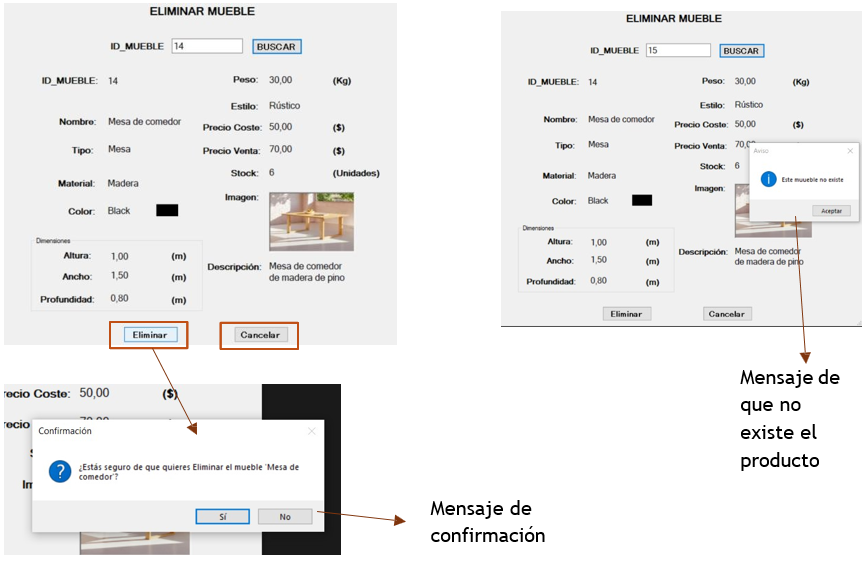 ELIMINAR MUEBLE
ID_MUEBLE 14 BUSCAR
ID_MUEBLE: 14
Peso: 30,00 (Kg)
Estilo: Rústico
Nombre: Mesa de comedor
Precio Coste: 50,00 ($)
Tipo: Mesa
Precio Venta: 70,00 ($)
Stock: 6 (Unidades)
Material: Madera
Imagen:
Color: Black
Dimensiones
Altura: 1,00 (m)
Ancho: 1,50 (m)
Profundidad: 0,80 (m)
Descripción: Mesa de comedor
de madera de pino
Eliminar Cancelar
recio Coste: 50,00 ($)
recio
Confirmación
¿Estás seguro de que quieres Eliminar el mueble 'Mesa de
comedor'?
Sí No
Mensaje de
confirmación
ELIMINAR MUEBLE
ID_MUEBLE 15 BUSCAR
ID_MUEBLE: 14
Peso: 30,00 (Kg)
Estilo: Rústico
Nombre: Mesa de comedor
Precio Coste: 50,00 ($)
Tipo: Mesa
Precio Venta: 70,0
Stock: 6
Material: Madera
Imagen:
Color: Black
Aviso
Este muueble no existe
Aceptar
Dimensiones
Altura: 1,00 (m)
Ancho: 1,50 (m)
Profundidad: 0,80 (m)
Descripción: Mesa de comedor
de madera de pino
Eliminar Cancelar
Mensaje de
que no
existe el
producto